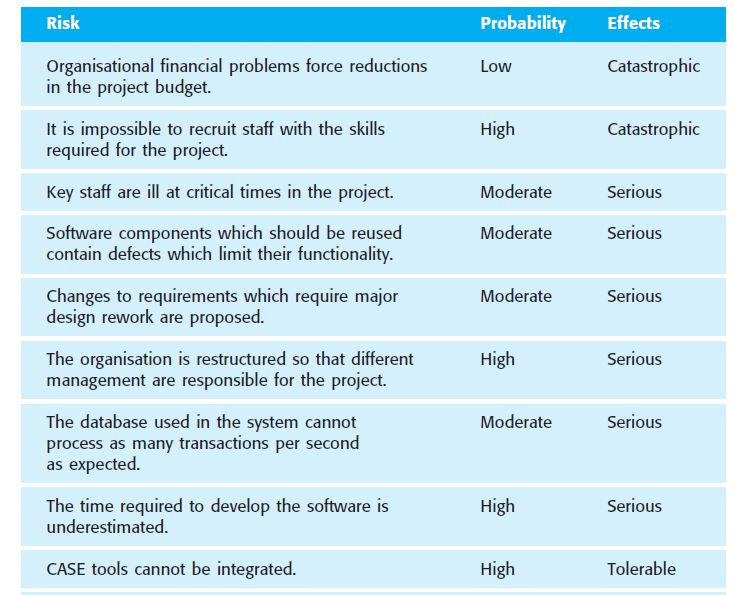 Risk Probability Effects
Organisational financial problems force reductions Low Catastrophic
in the project budget.
It is impossible to recruit staff with the skills High Catastrophic
required for the project.
Key staff are ill at critical times in the project. Moderate Serious
Software components which should be reused Moderate Serious
contain defects which limit their functionality.
Changes to requirements which require major Moderate Serious
design rework are proposed.
The organisation is restructured so that different High Serious
management are responsible for the project.
The database used in the system cannot Moderate Serious
process as many transactions per second
as expected.
The time required to develop the software is High Serious
underestimated.
CASE tools cannot be integrated. High Tolerable